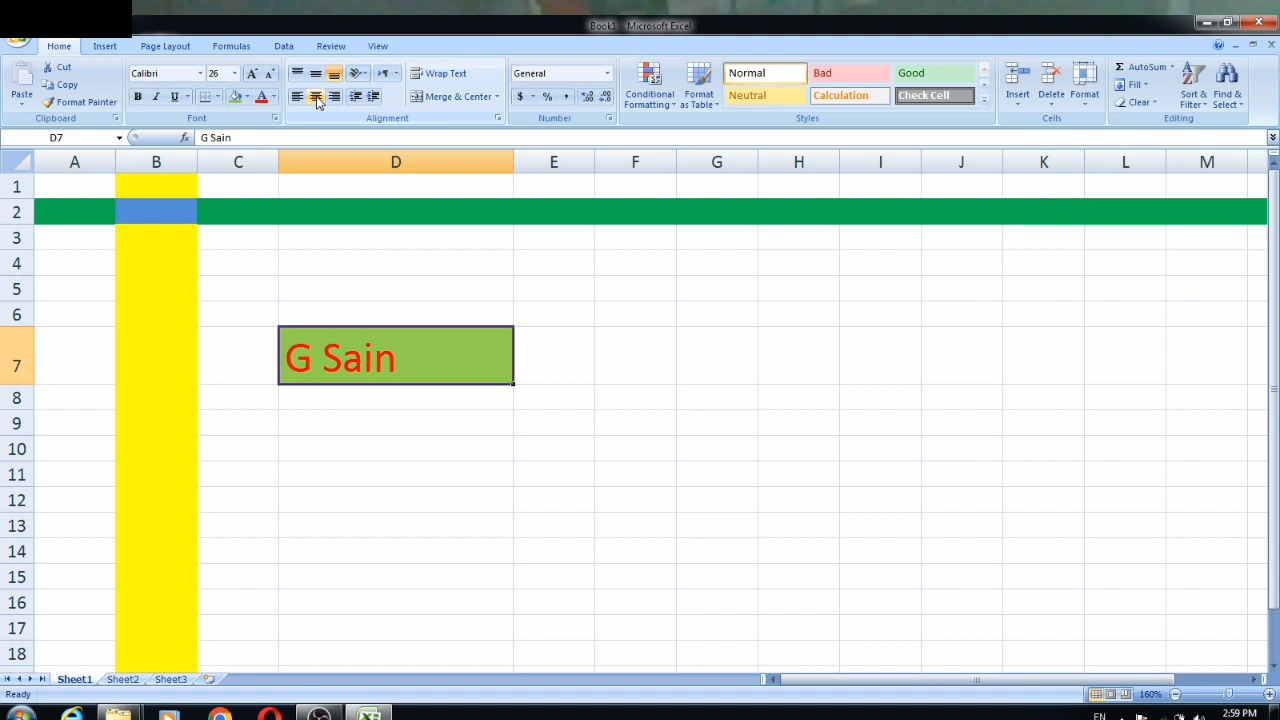 Book1 - Microsoft Excel
Home Insert Page Layout Formulas Data Review View
Paste
Cut
Copy
Format Painter
Clipboard
Calibri 26
B I U
Font
Wrap Text
Merge & Center
Alignment
General
$ % ,
Number
Conditional Formatting
Format as Table
Normal Bad Good
Neutral Calculation Check Cell
Styles
Insert Delete Format
Cells
Σ AutoSum
Fill
Clear
Sort & Filter
Find & Select
Editing
D7 fx G Sain
A B C D E F G H I J K L M
1
2
3
4
5
6
7 G Sain
8
9
10
11
12
13
14
15
16
17
18
Sheet1 Sheet2 Sheet3
Ready 160%
EN 2:59 PM